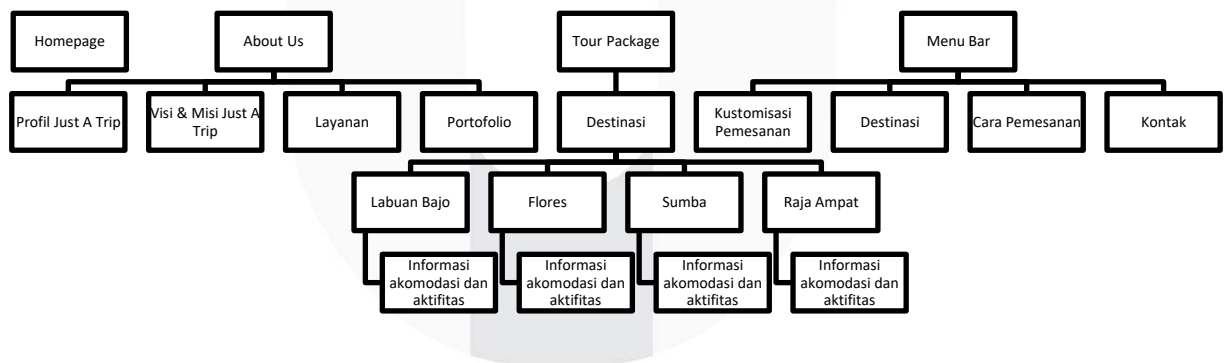 Homepage
About Us
Tour Package
Menu Bar
Profil Just A Trip
Visi & Misi Just A
Trip
Layanan
Portofolio
Destinasi
Kustomisasi
Pemesanan
Destinasi
Cara Pemesanan
Kontak
Labuan Bajo
Flores
Sumba
Raja Ampat
Informasi
akomodasi dan
aktifitas
Informasi
akomodasi dan
aktifitas
Informasi
akomodasi dan
aktifitas
Informasi
akomodasi dan
aktifitas